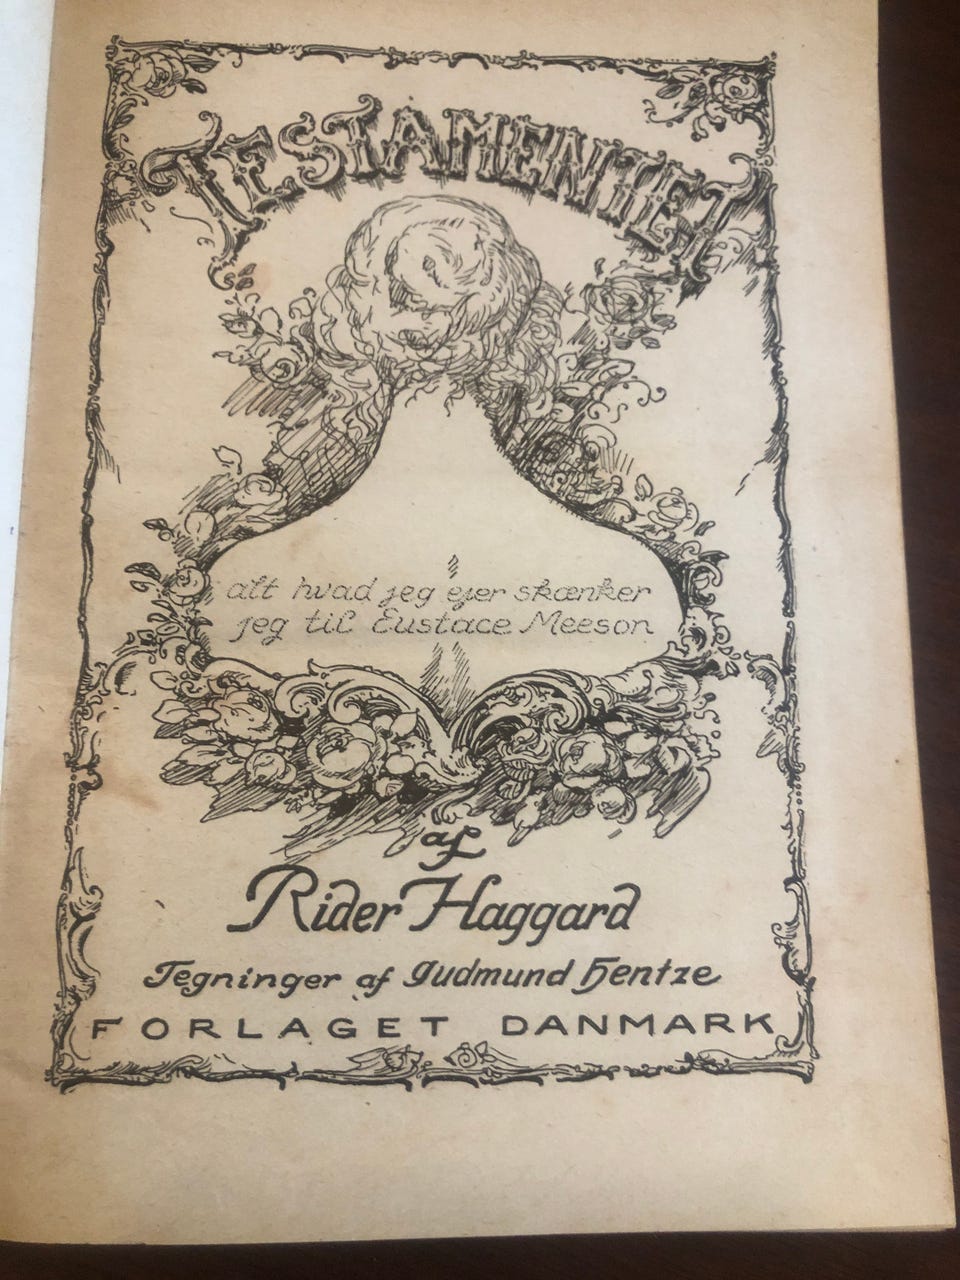 TESTAMENTET
alt hvad jeg ejer skænker
jeg til Eustace Meeson
af
Rider Haggard
Tegninger af Gudmund Hentze
FORLAGET DANMARK